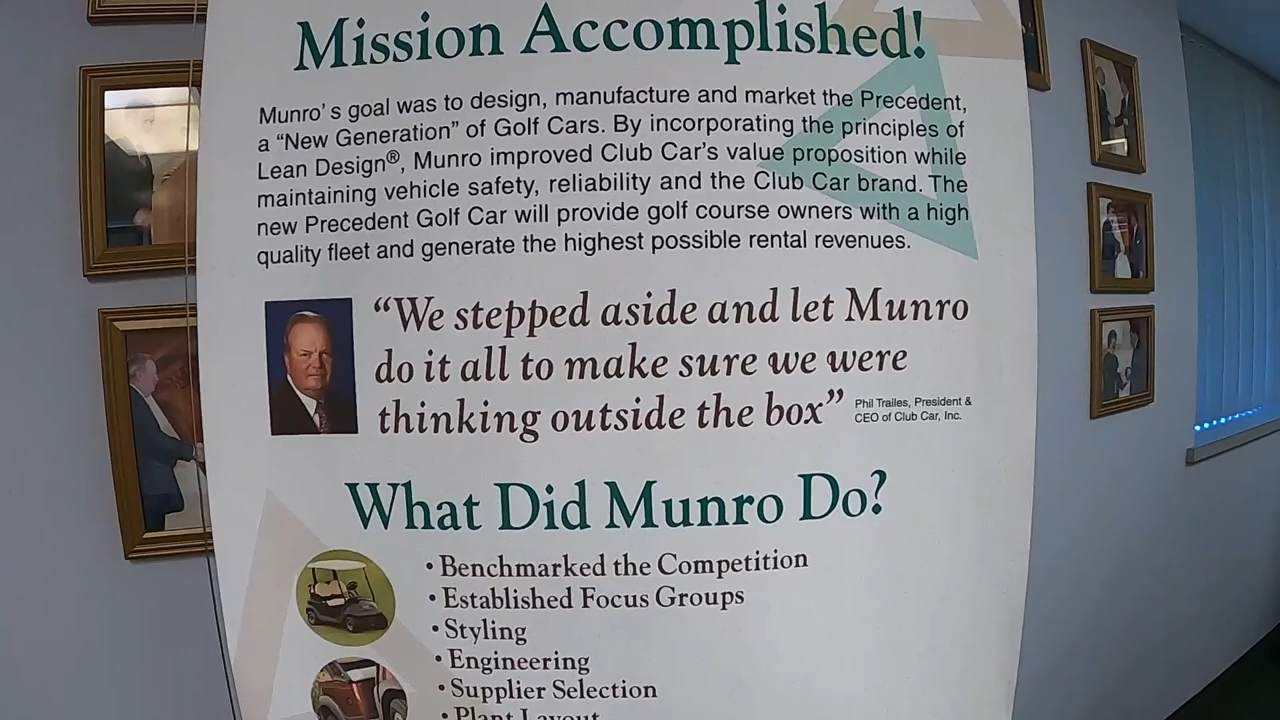 Mission Accomplished!
Munro's goal was to design, manufacture and market the Precedent,
a “New Generation” of Golf Cars. By incorporating the principles of
Lean Design®, Munro improved Club Car's value proposition while
maintaining vehicle safety, reliability and the Club Car brand. The
new Precedent Golf Car will provide golf course owners with a high
quality fleet and generate the highest possible rental revenues.
“We stepped aside and let Munro
do it all to make sure we were
thinking outside the box”
Phil Trailes, President &
CEO of Club Car, Inc.
What Did Munro Do?
• Benchmarked the Competition
• Established Focus Groups
• Styling
• Engineering
• Supplier Selection
• Plant Layout